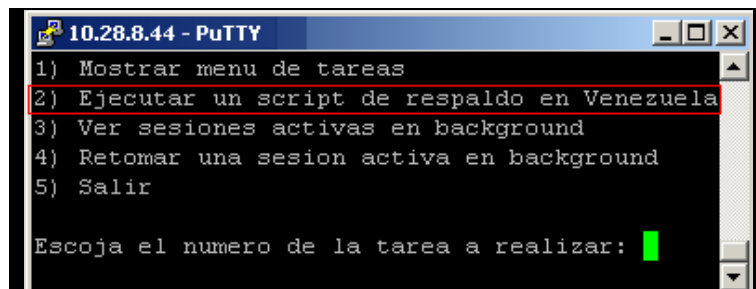 10.28.8.44 - PuTTY
1) Mostrar menu de tareas
2) Ejecutar un script de respaldo en Venezuela
3) Ver sesiones activas en background
4) Retomar una sesion activa en background
5) Salir
Escoja el numero de la tarea a realizar: